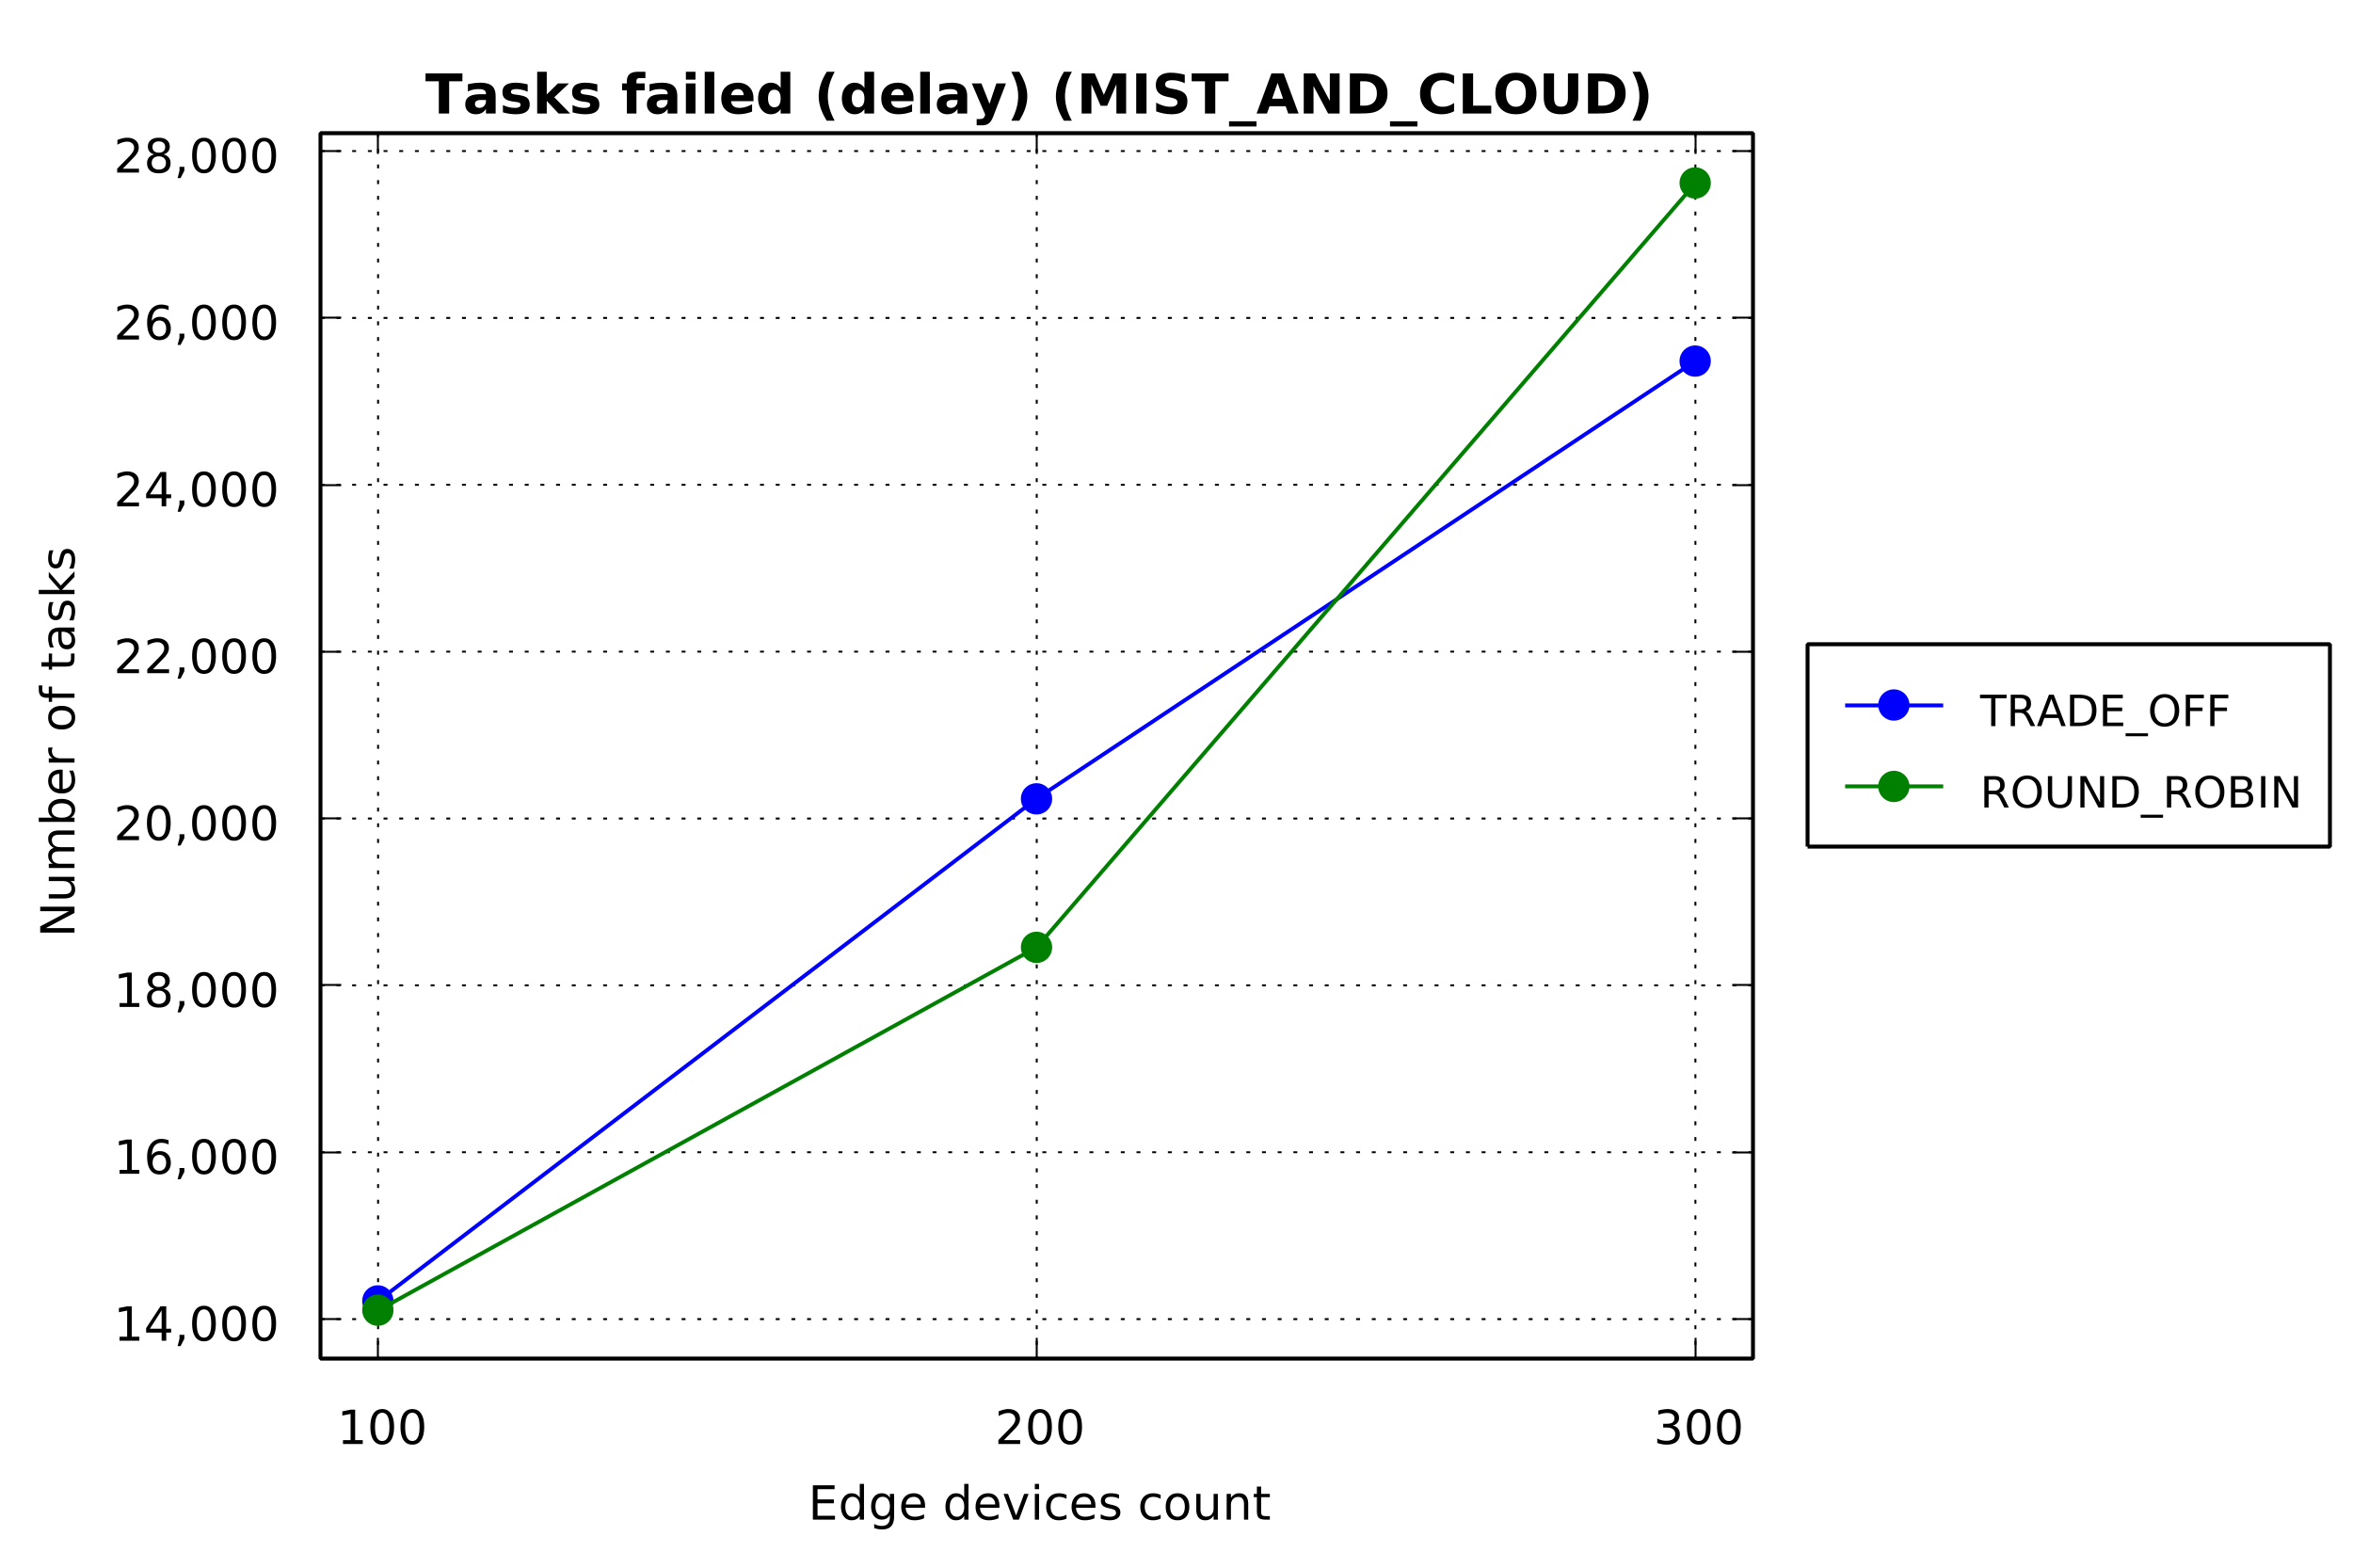 Tasks failed (delay) (MIST_AND_CLOUD)
28,000
26,000
24,000
22,000
20,000
18,000
16,000
14,000
Number of tasks
100 200 300
Edge devices count
TRADE_OFF
ROUND_ROBIN